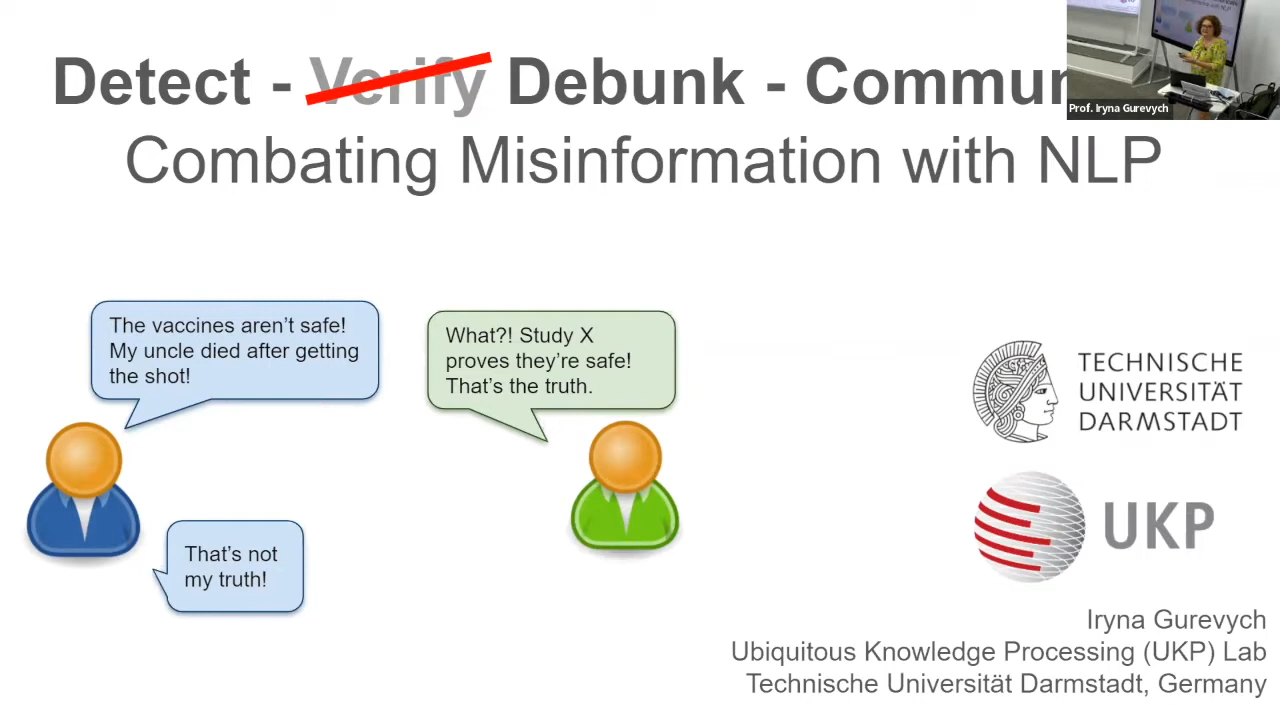 Detect - Verify Debunk - Commun
Prof. Iryna Gurevych
Combating Misinformation with NLP
The vaccines aren't safe!
My uncle died after getting
the shot!
What?! Study X
proves they're safe!
That's the truth.
That's not
my truth!
TECHNISCHE
UNIVERSITÄT
DARMSTADT
UKP
Iryna Gurevych
Ubiquitous Knowledge Processing (UKP) Lab
Technische Universität Darmstadt, Germany